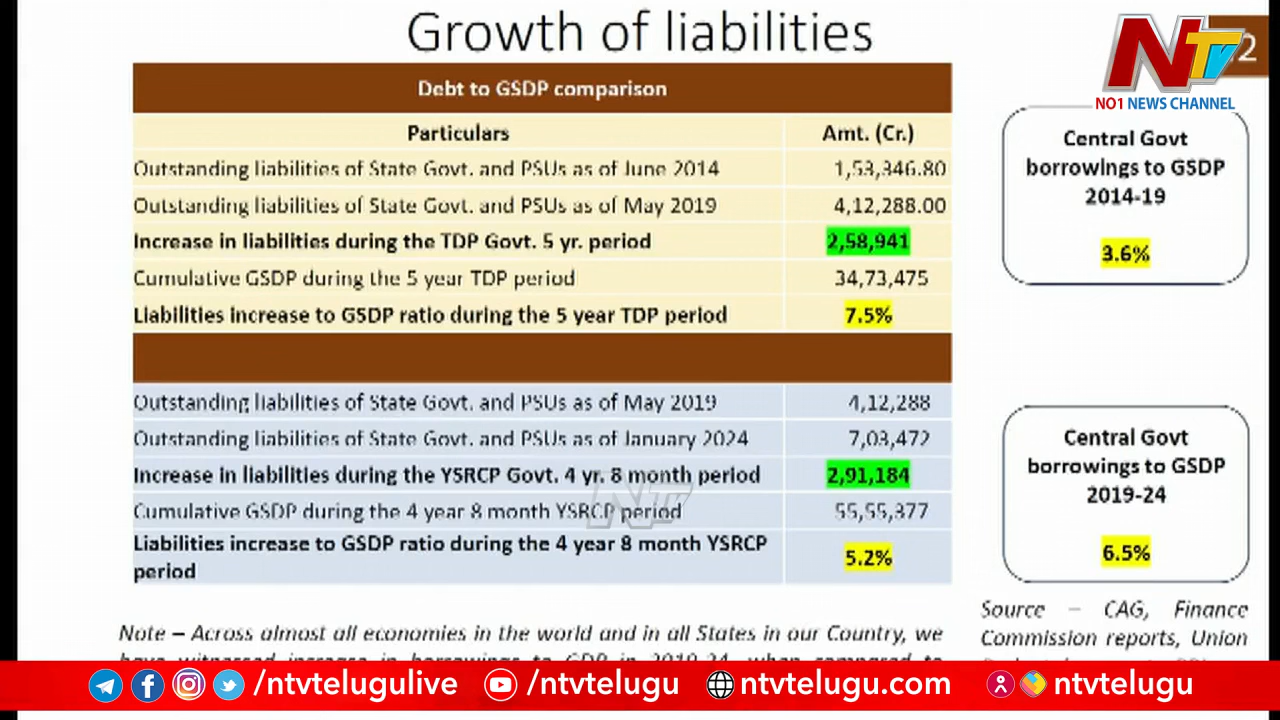 Growth of liabilities
NTV
2
NO1 NEWS CHANNEL
Debt to GSDP comparison
Particulars Amt. (Cr.)
Outstanding liabilities of State Govt. and PSUs as of June 2014 1,53,346.80
Outstanding liabilities of State Govt. and PSUs as of May 2019 4,12,288.00
Increase in liabilities during the TDP Govt. 5 yr. period 2,58,941
Cumulative GSDP during the 5 year TDP period 34,73,475
Liabilities increase to GSDP ratio during the 5 year TDP period 7.5%
Outstanding liabilities of State Govt. and PSUs as of May 2019 4,12,288
Outstanding liabilities of State Govt. and PSUs as of January 2024 7,03,472
Increase in liabilities during the YSRCP Govt. 4 yr. 8 month period 2,91,184
Cumulative GSDP during the 4 year 8 month YSRCP period 55,55,377
Liabilities increase to GSDP ratio during the 4 year 8 month YSRCP
period 5.2%
NTV
Central Govt
borrowings to GSDP
2014-19
3.6%
Central Govt
borrowings to GSDP
2019-24
6.5%
Source – CAG, Finance
Commission reports, Union
Note – Across almost all economies in the world and in all States in our Country, we
/ntvtelugulive /ntvtelugu ntvtelugu.com ntvtelugu